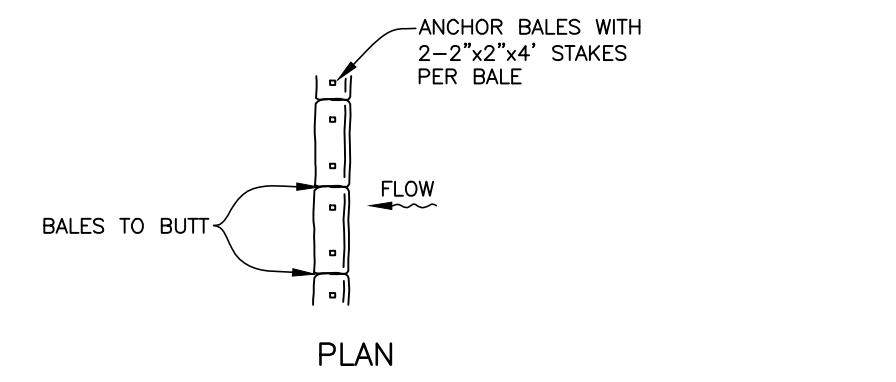 ANCHOR BALES WITH
2-2"x2"x4' STAKES
PER BALE
FLOW
BALES TO BUTT
PLAN